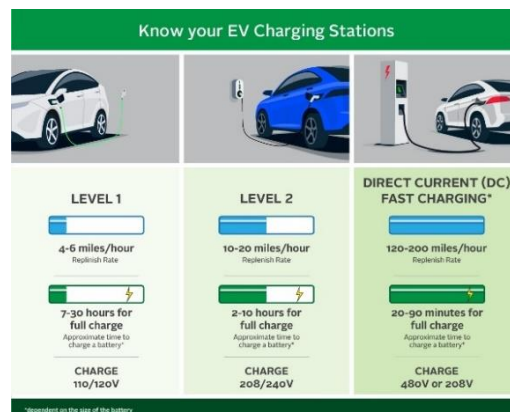 Know your EV Charging Stations
LEVEL 1
4-6 miles/hour
Replinish Rate
7-30 hours for
full charge
Approximate time to
charge a battery*
CHARGE
110/120V
LEVEL 2
10-20 miles/hour
Replenish Rate
2-10 hours for
full charge
Approximate time to
charge a battery*
CHARGE
208/240V
DIRECT CURRENT (DC)
FAST CHARGING*
120-200 miles/hour
Replenish Rate
20-90 minutes for
full charge
Approximate time to
charge a battery*
CHARGE
480V or 208V
*dependent on the size of the battery